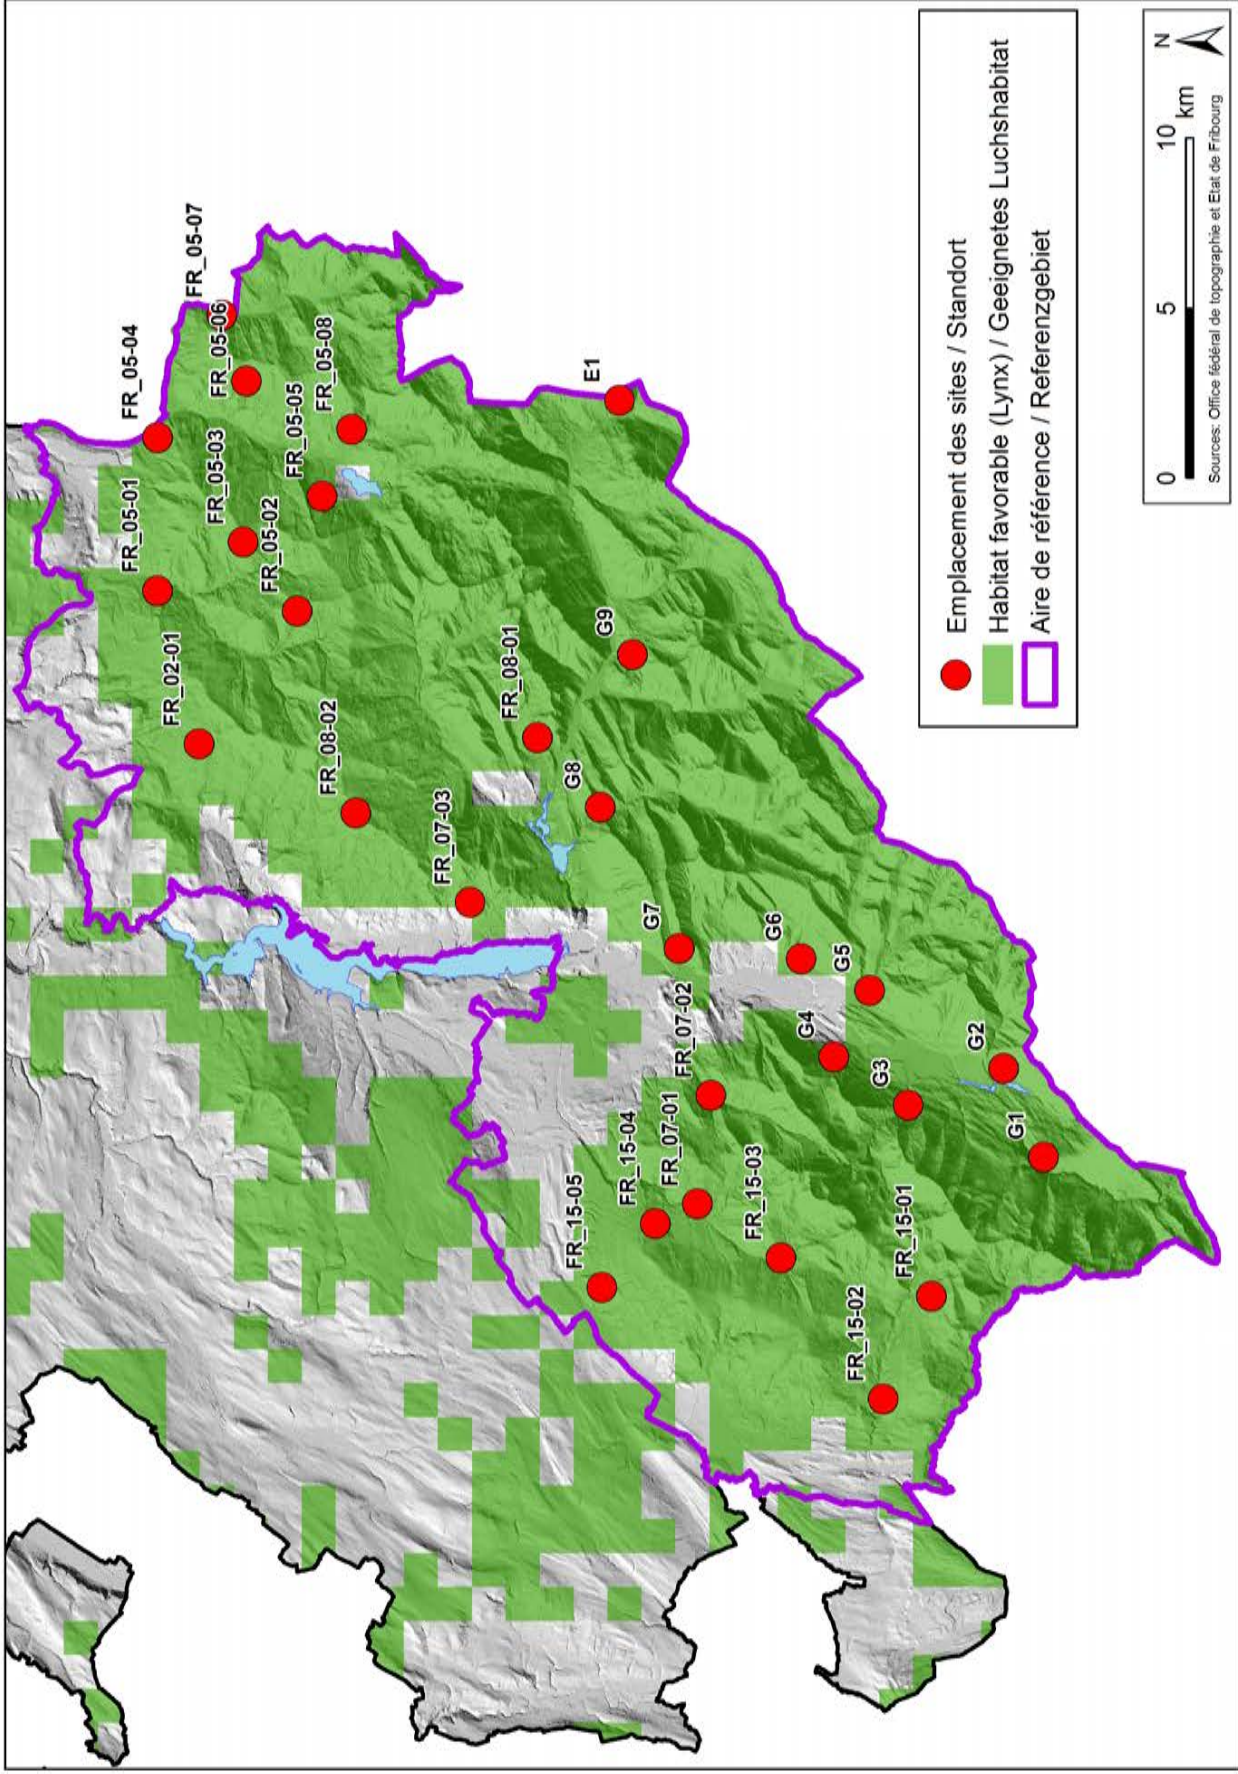 FR_05-07
FR_05-04
FR_05-06
FR_05-08
FR_05-05
FR_05-03
FR_05-01
FR_05-02
FR_02-01
E1
FR_08-02
FR_08-01
G9
G8
FR_07-03
G7
G6
G5
FR_07-02
G4
G3
G2
G1
FR_07-01
FR_15-04
FR_15-03
FR_15-05
FR_15-01
FR_15-02
Emplacement des sites / Standort
Habitat favorable (Lynx) / Geeignetes Luchshabitat
Aire de référence / Referenzgebiet
N
0 5 10
km
Sources: Office fédéral de topographie et Etat de Fribourg